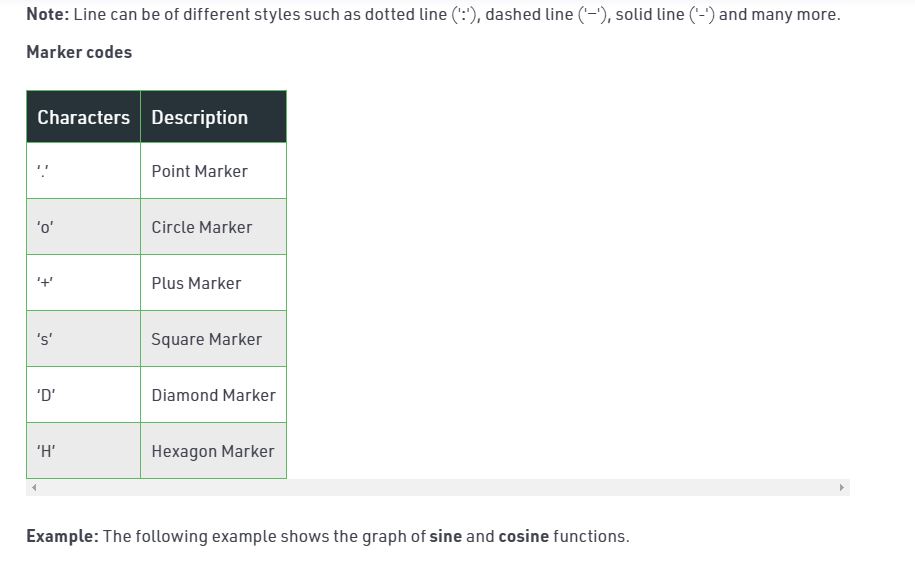 Note: Line can be of different styles such as dotted line (':'), dashed line ('—'), solid line ('-') and many more.
Marker codes
Characters Description
'.' Point Marker
‘o’ Circle Marker
‘+’ Plus Marker
‘s’ Square Marker
‘D’ Diamond Marker
‘H’ Hexagon Marker
Example: The following example shows the graph of sine and cosine functions.